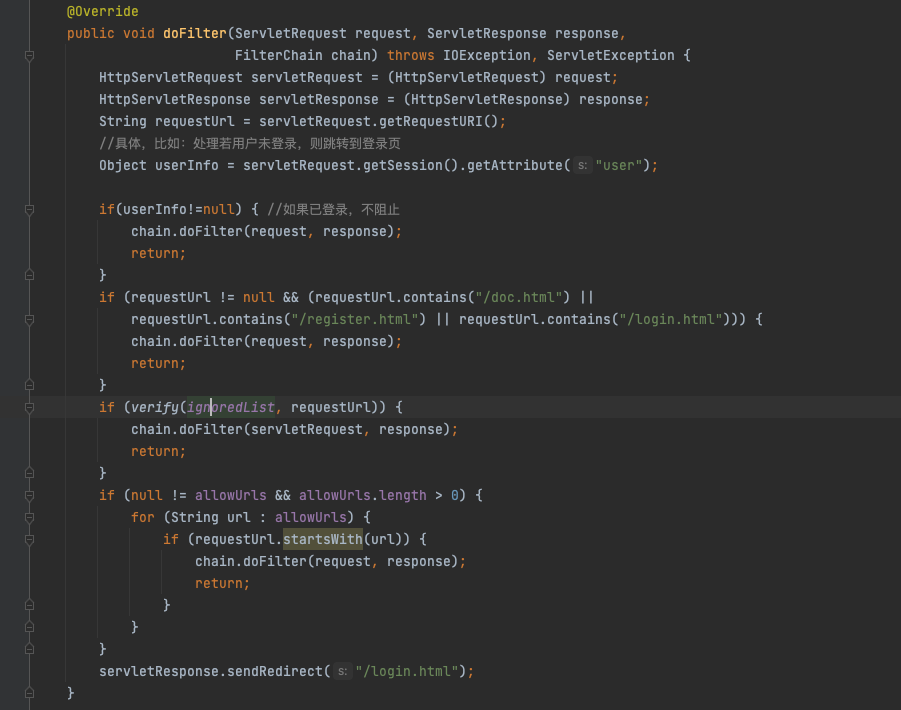 @Override
public void doFilter(ServletRequest request, ServletResponse response,
                     FilterChain chain) throws IOException, ServletException {
    HttpServletRequest servletRequest = (HttpServletRequest) request;
    HttpServletResponse servletResponse = (HttpServletResponse) response;
    String requestUrl = servletRequest.getRequestURI();
    //具体，比如：处理若用户未登录，则跳转到登录页
    Object userInfo = servletRequest.getSession().getAttribute( s: "user");
    if(userInfo!=null) { //如果已登录，不阻止
        chain.doFilter(request, response);
        return;
    }
    if (requestUrl != null && (requestUrl.contains("/doc.html") ||
        requestUrl.contains("/register.html") || requestUrl.contains("/login.html"))) {
        chain.doFilter(request, response);
        return;
    }
    if (verify(ignoredList, requestUrl)) {
        chain.doFilter(servletRequest, response);
        return;
    }
    if (null != allowUrls && allowUrls.length > 0) {
        for (String url : allowUrls) {
            if (requestUrl.startsWith(url)) {
                chain.doFilter(request, response);
                return;
            }
        }
    }
    servletResponse.sendRedirect( s: "/login.html");
}